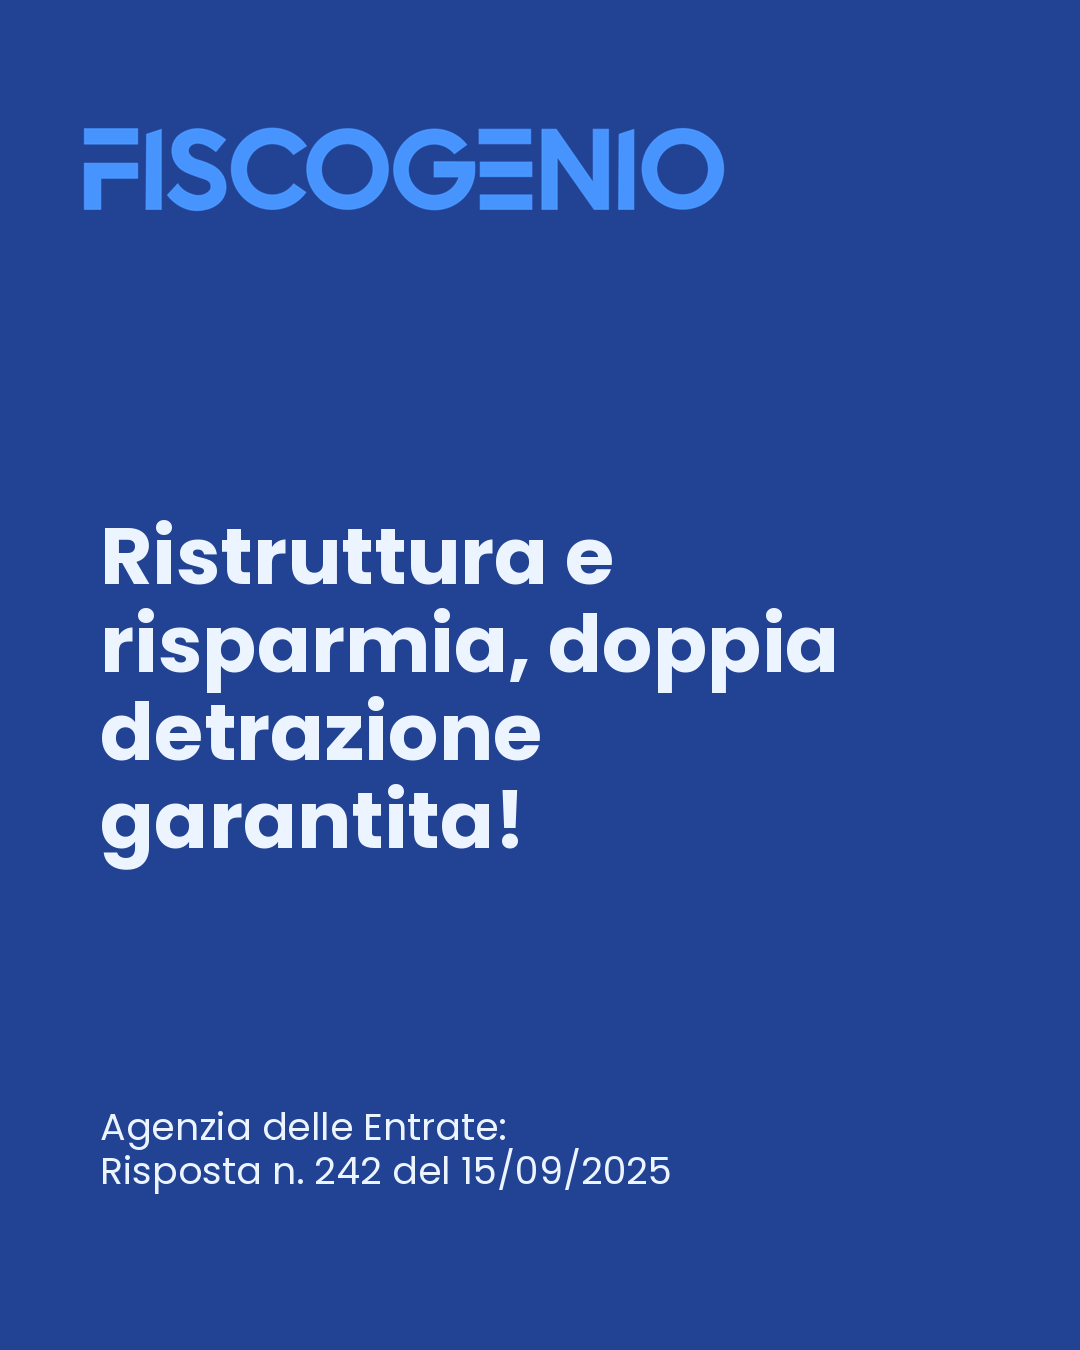 FISCOGENIO
Ristruttura e
risparmia, doppia
detrazione
garantita!
Agenzia delle Entrate:
Risposta n. 242 del 15/09/2025